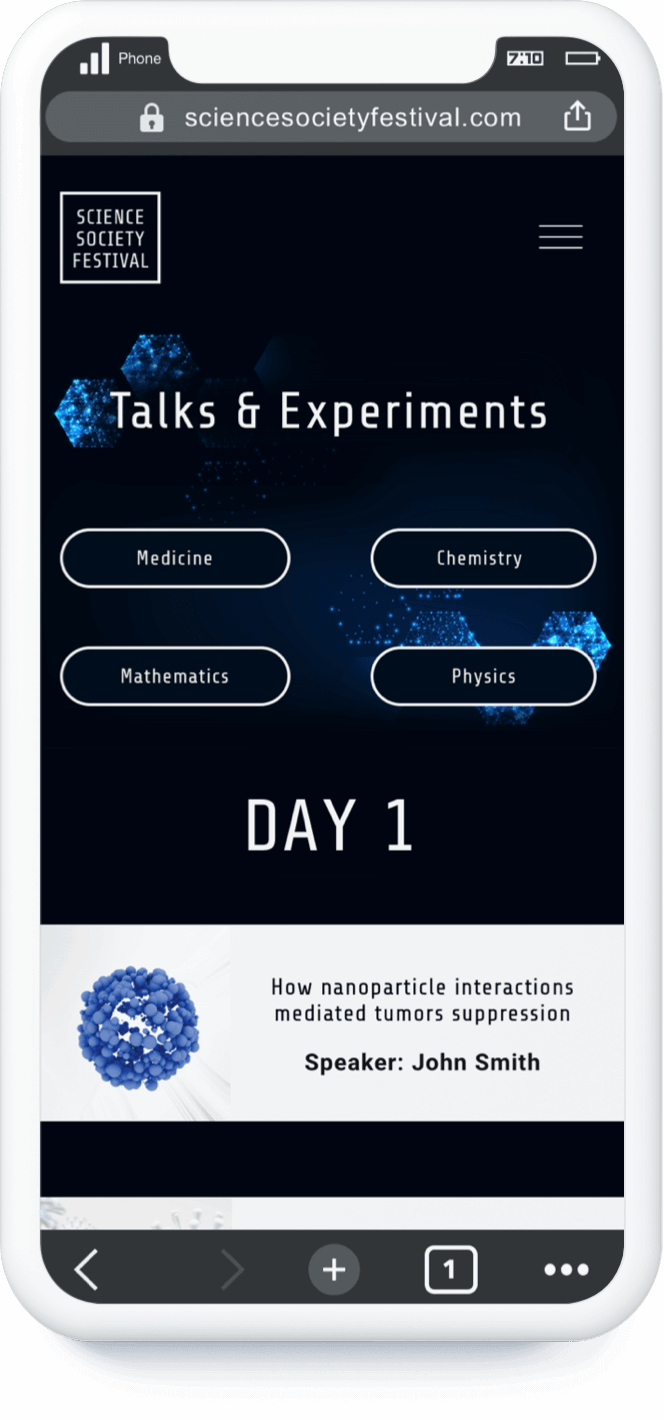 Phone
7:10
sciencesocietyfestival.com
SCIENCE
SOCIETY
FESTIVAL
Talks & Experiments
Medicine
Chemistry
Mathematics
Physics
DAY 1
How nanoparticle interactions
mediated tumors suppression
Speaker: John Smith
1